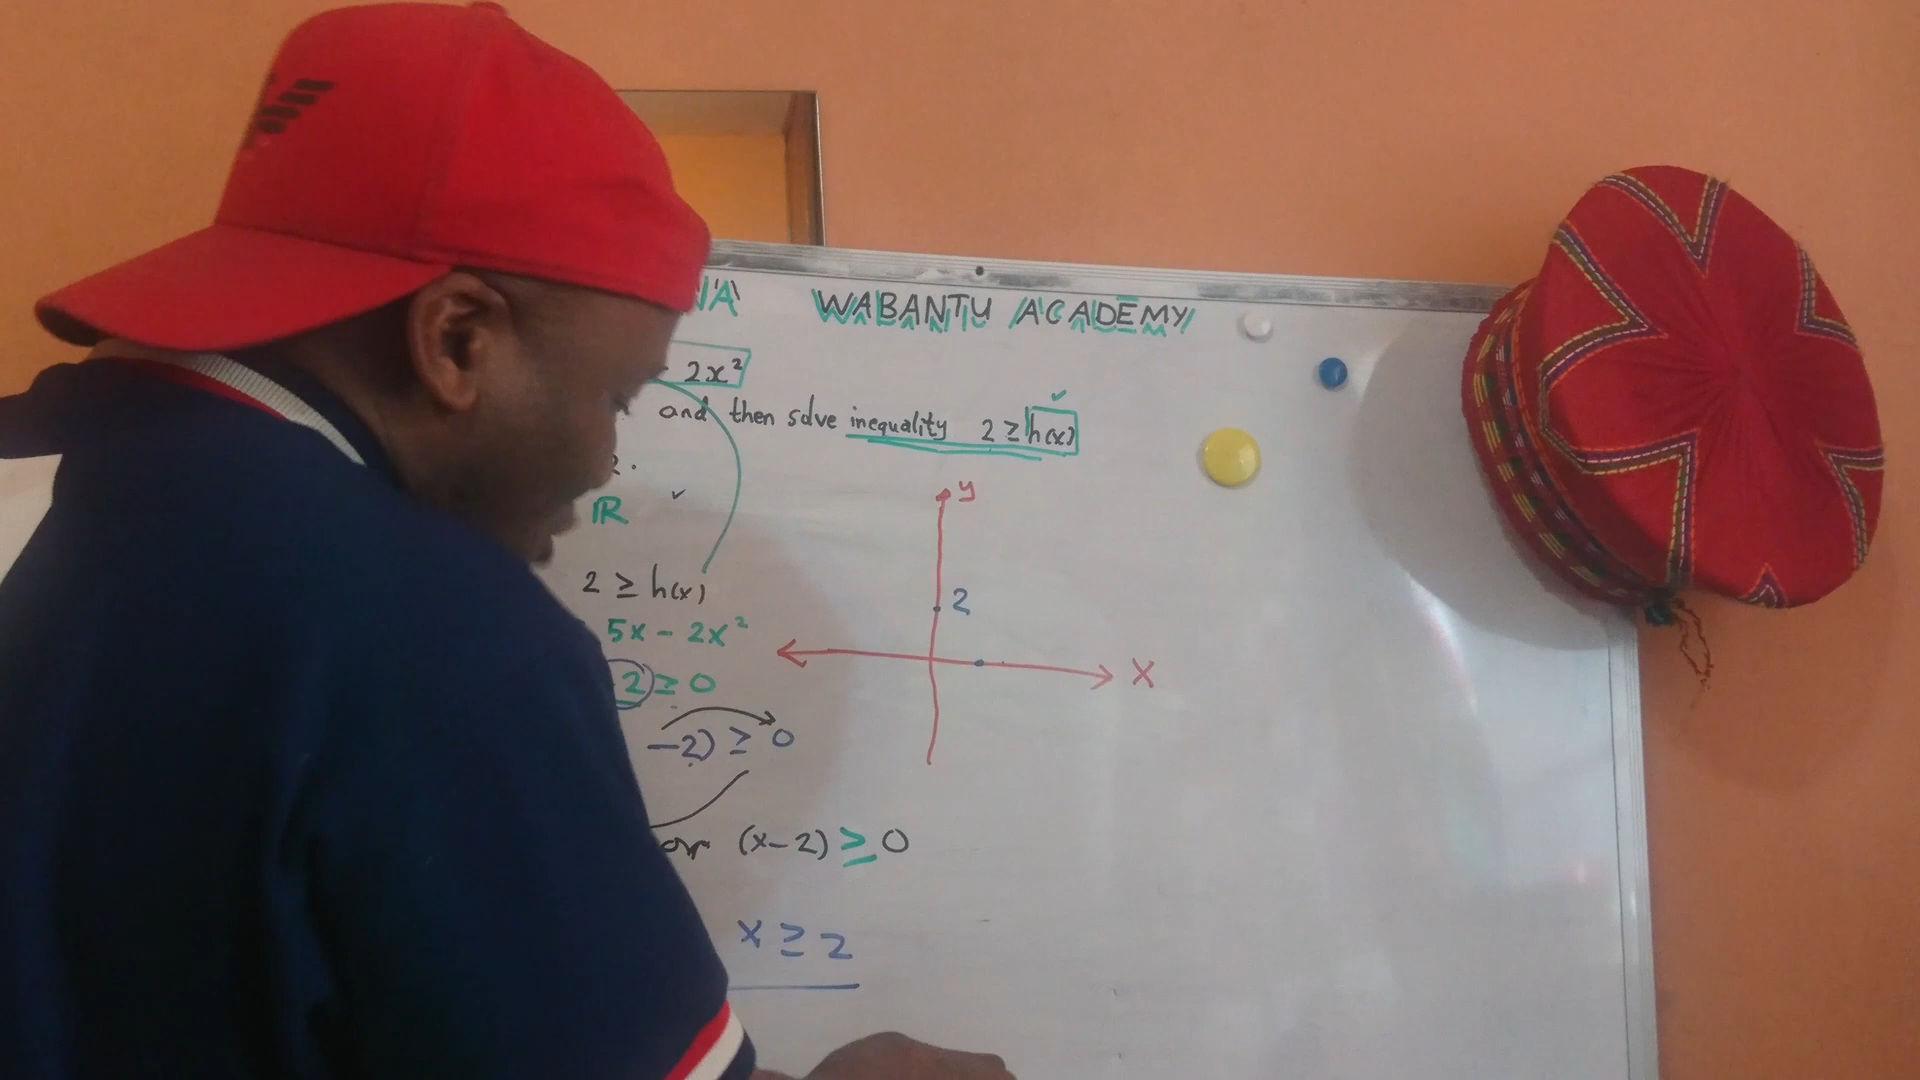 WABANTU ACADEMY
2x²
and then solve inequality 2 ≥ h(x)
ℝ ✓
y
2 ≥ h(x)
2
5x - 2x²
X
2) ≥ 0
-2) ≥ 0
or (x-2) ≥ 0
x ≥ 2